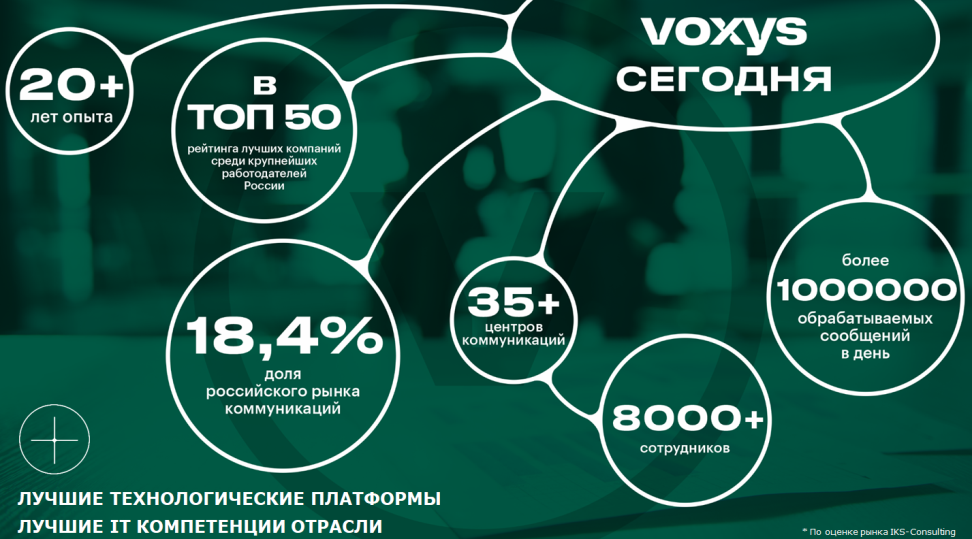 voxys
СЕГОДНЯ
20+
лет опыта
В
ТОП 50
рейтинга лучших компаний
среди крупнейших
работодателей
России
18,4%
доля
российского рынка
коммуникаций
35+
центров
коммуникаций
8000+
сотрудников
более
1000000
обрабатываемых
сообщений
в день
ЛУЧШИЕ ТЕХНОЛОГИЧЕСКИЕ ПЛАТФОРМЫ
ЛУЧШИЕ IT КОМПЕТЕНЦИИ ОТРАСЛИ
* По оценке рынка IKS-Consulting